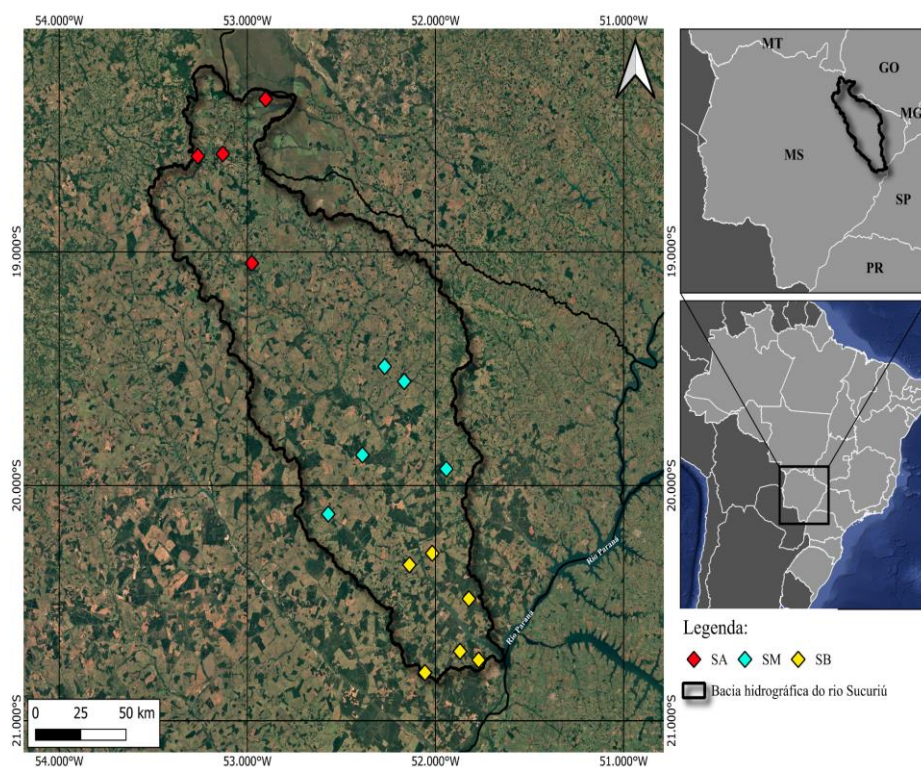 54.000°W 53.000°W 52.000°W 51.000°W
19.000°S
20.000°S
21.000°S
19.000°S
20.000°S
21.000°S
Rio Paraná
Rio Paraná
0 25 50 km
54.000°W 53.000°W 52.000°W 51.000°W
MT
GO
MG
MS
SP
PR
Legenda:
SA SM SB
Bacia hidrográfica do rio Sucuriú